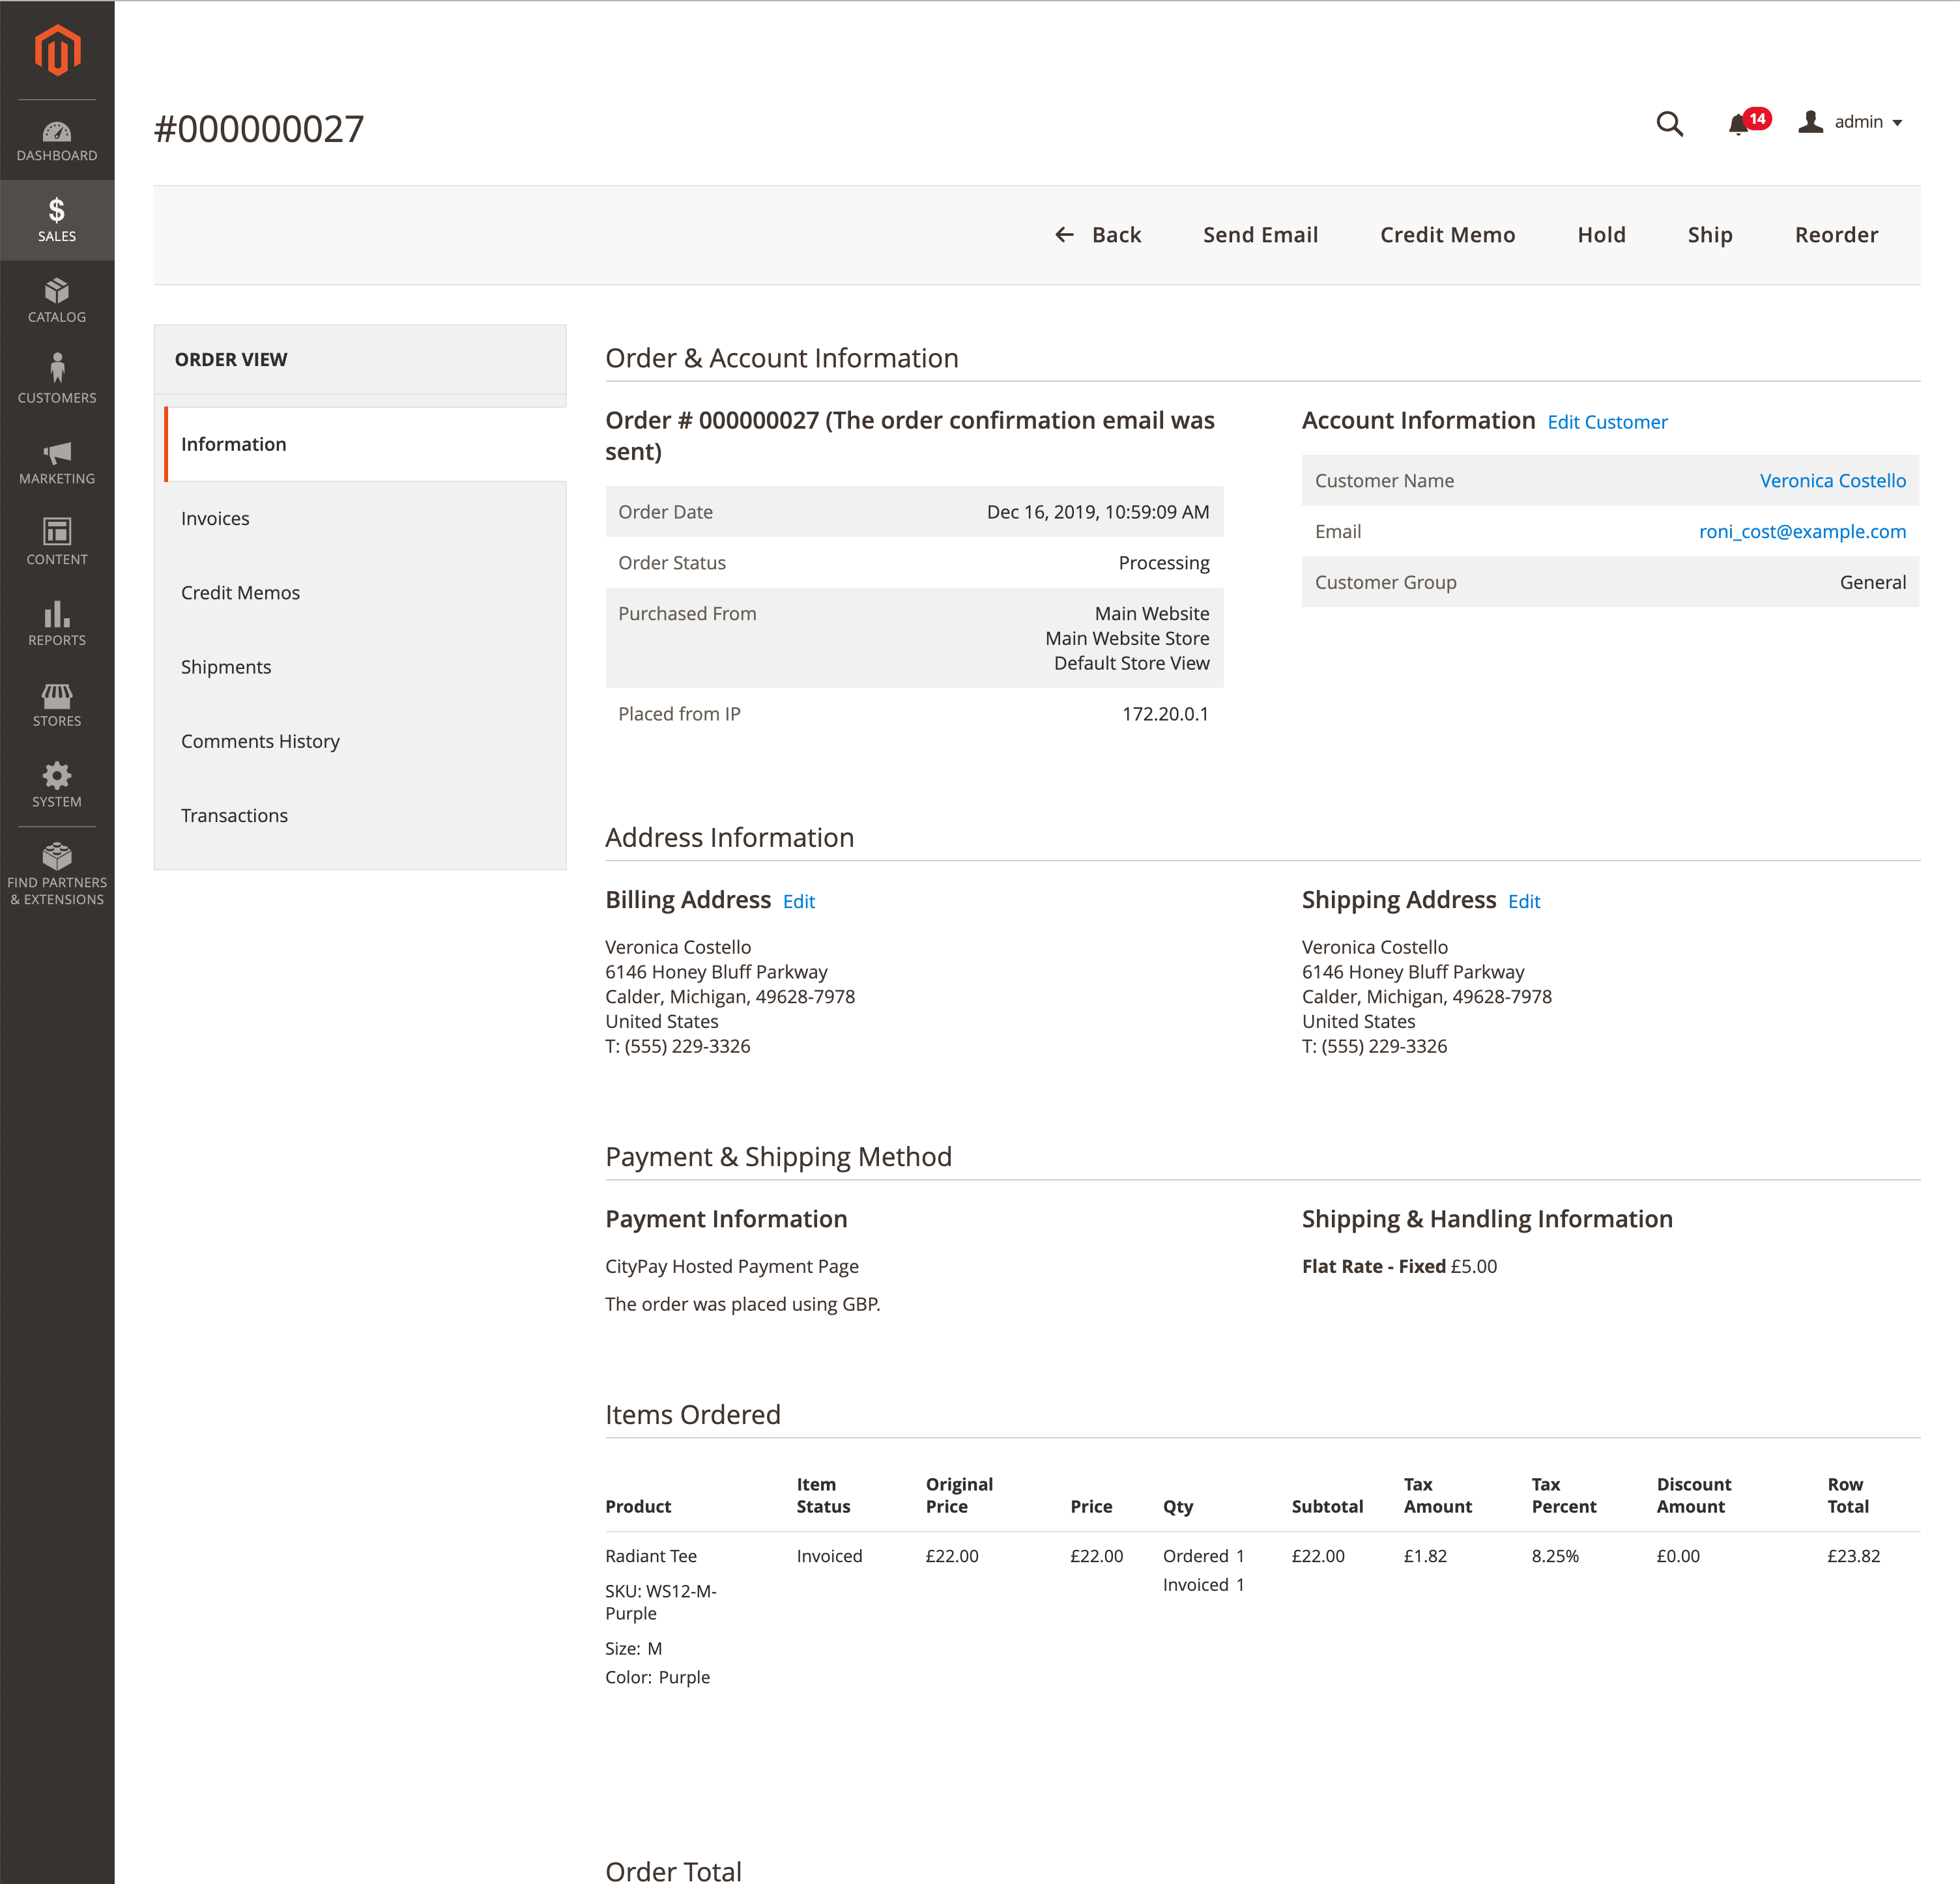 #000000027
14
admin
DASHBOARD
SALES
CATALOG
CUSTOMERS
MARKETING
CONTENT
REPORTS
STORES
SYSTEM
FIND PARTNERS
& EXTENSIONS
Back
Send Email
Credit Memo
Hold
Ship
Reorder
ORDER VIEW
Information
Invoices
Credit Memos
Shipments
Comments History
Transactions
Order & Account Information
Order # 000000027 (The order confirmation email was
sent)
Order Date Dec 16, 2019, 10:59:09 AM
Order Status Processing
Purchased From Main Website
Main Website Store
Default Store View
Placed from IP 172.20.0.1
Account Information Edit Customer
Customer Name Veronica Costello
Email roni_cost@example.com
Customer Group General
Address Information
Billing Address Edit
Veronica Costello
6146 Honey Bluff Parkway
Calder, Michigan, 49628-7978
United States
T: (555) 229-3326
Shipping Address Edit
Veronica Costello
6146 Honey Bluff Parkway
Calder, Michigan, 49628-7978
United States
T: (555) 229-3326
Payment & Shipping Method
Payment Information
CityPay Hosted Payment Page
The order was placed using GBP.
Shipping & Handling Information
Flat Rate - Fixed £5.00
Items Ordered
Product Item Status Original Price Price Qty Subtotal Tax Amount Tax Percent Discount Amount Row Total
Radiant Tee Invoiced £22.00 £22.00 Ordered 1 £22.00 £1.82 8.25% £0.00 £23.82
Invoiced 1
SKU: WS12-M-
Purple
Size: M
Color: Purple
Order Total